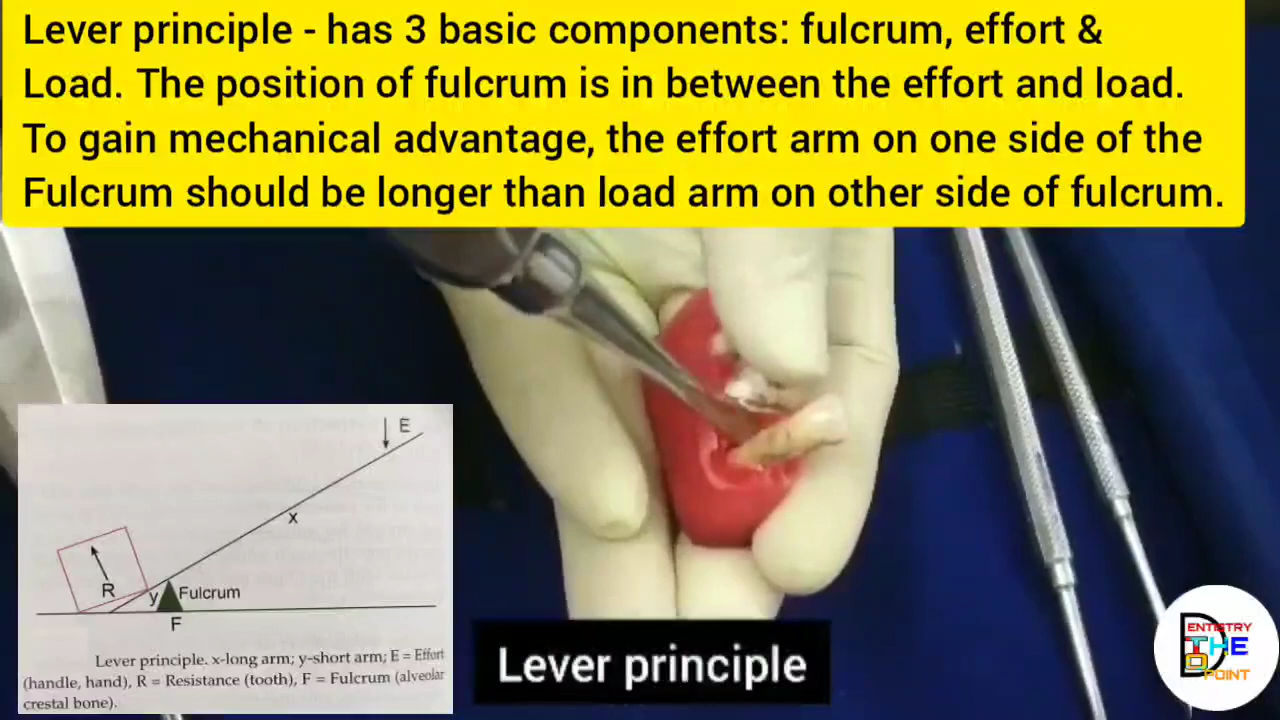 Lever principle - has 3 basic components: fulcrum, effort &
Load. The position of fulcrum is in between the effort and load.
To gain mechanical advantage, the effort arm on one side of the
Fulcrum should be longer than load arm on other side of fulcrum.
E
x
R
y
Fulcrum
F
Lever principle. x-long arm; y-short arm; E = Effort
(handle, hand), R = Resistance (tooth), F = Fulcrum (alveolar
crestal bone).
Lever principle
DENTISTRY
THE
TO POINT